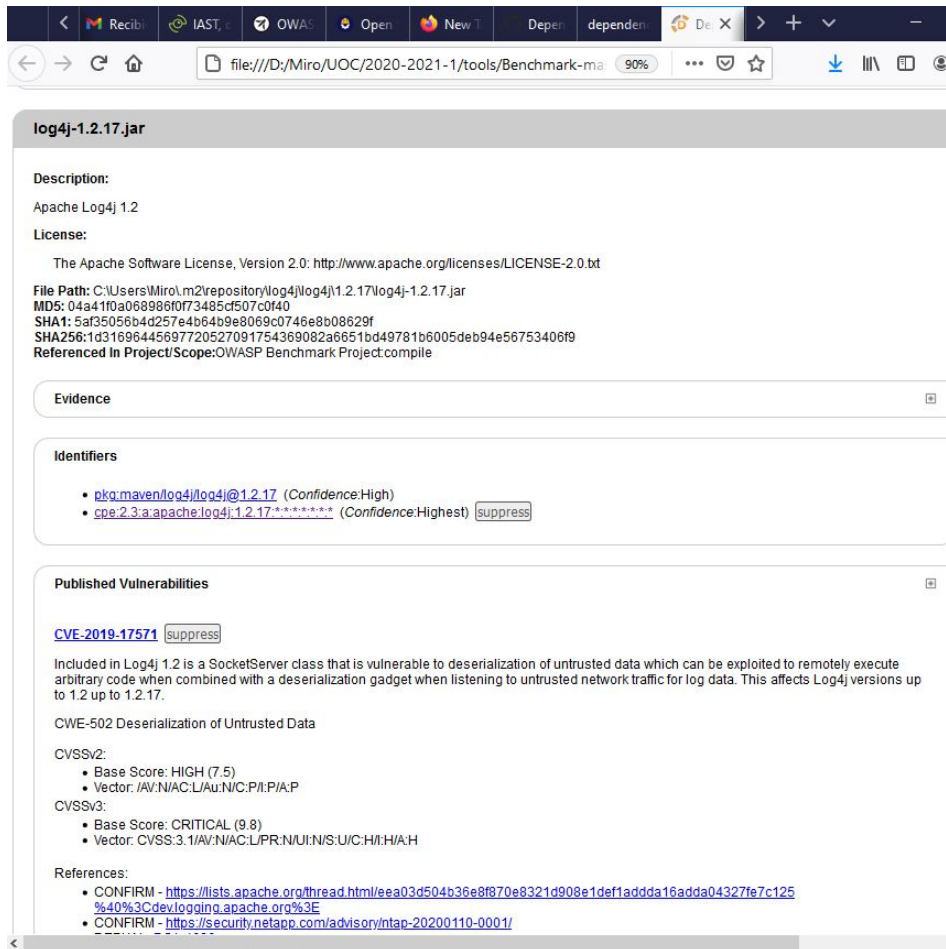 Recibi
IAST, c
OWAS
Open
New T
Depen
dependen
De
file:///D:/Miro/UOC/2020-2021-1/tools/Benchmark-ma
90%
log4j-1.2.17.jar
Description:
Apache Log4j 1.2
License:
The Apache Software License, Version 2.0: http://www.apache.org/licenses/LICENSE-2.0.txt
File Path: C:\Users\Miro\.m2\repository\log4j\log4j\1.2.17\log4j-1.2.17.jar
MD5: 04a41f0a068986f0f73485cf507c0f40
SHA1: 5af35056b4d257e4b64b9e8069c0746e8b08629f
SHA256:1d31696445697720527091754369082a6651bd49781b6005deb94e56753406f9
Referenced In Project/Scope:OWASP Benchmark Project:compile
Evidence
Identifiers
• pkg:maven/log4j/log4j@1.2.17 (Confidence:High)
• cpe:2.3:a:apache:log4j:1.2.17:*:*:*:*:*:*:* (Confidence:Highest) suppress
Published Vulnerabilities
CVE-2019-17571 suppress
Included in Log4j 1.2 is a SocketServer class that is vulnerable to deserialization of untrusted data which can be exploited to remotely execute
arbitrary code when combined with a deserialization gadget when listening to untrusted network traffic for log data. This affects Log4j versions up
to 1.2 up to 1.2.17.
CWE-502 Deserialization of Untrusted Data
CVSSv2:
• Base Score: HIGH (7.5)
• Vector: /AV:N/AC:L/Au:N/C:P/I:P/A:P
CVSSv3:
• Base Score: CRITICAL (9.8)
• Vector: CVSS:3.1/AV:N/AC:L/PR:N/UI:N/S:U/C:H/I:H/A:H
References:
• CONFIRM - https://lists.apache.org/thread.html/eea03d504b36e8f870e8321d908e1def1addda16adda04327fe7c125
%40%3Cdev.logging.apache.org%3E
• CONFIRM - https://security.netapp.com/advisory/ntap-20200110-0001/